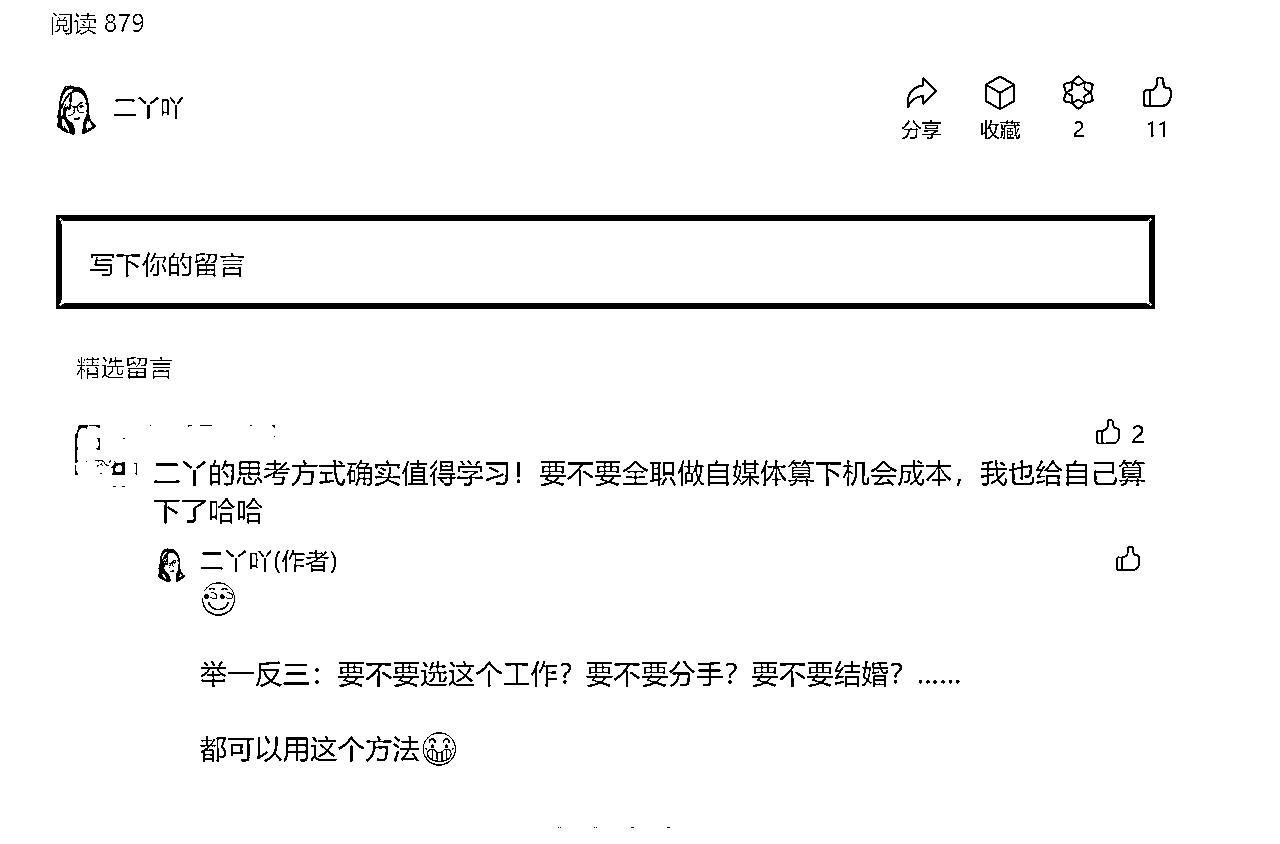 阅读 879
二丫吖
分享
收藏
2
11
写下你的留言
精选留言
2
二丫的思考方式确实值得学习！要不要全职做自媒体算下机会成本，我也给自己算
下了哈哈
二丫吖(作者)
举一反三：要不要选这个工作？要不要分手？要不要结婚？……
都可以用这个方法